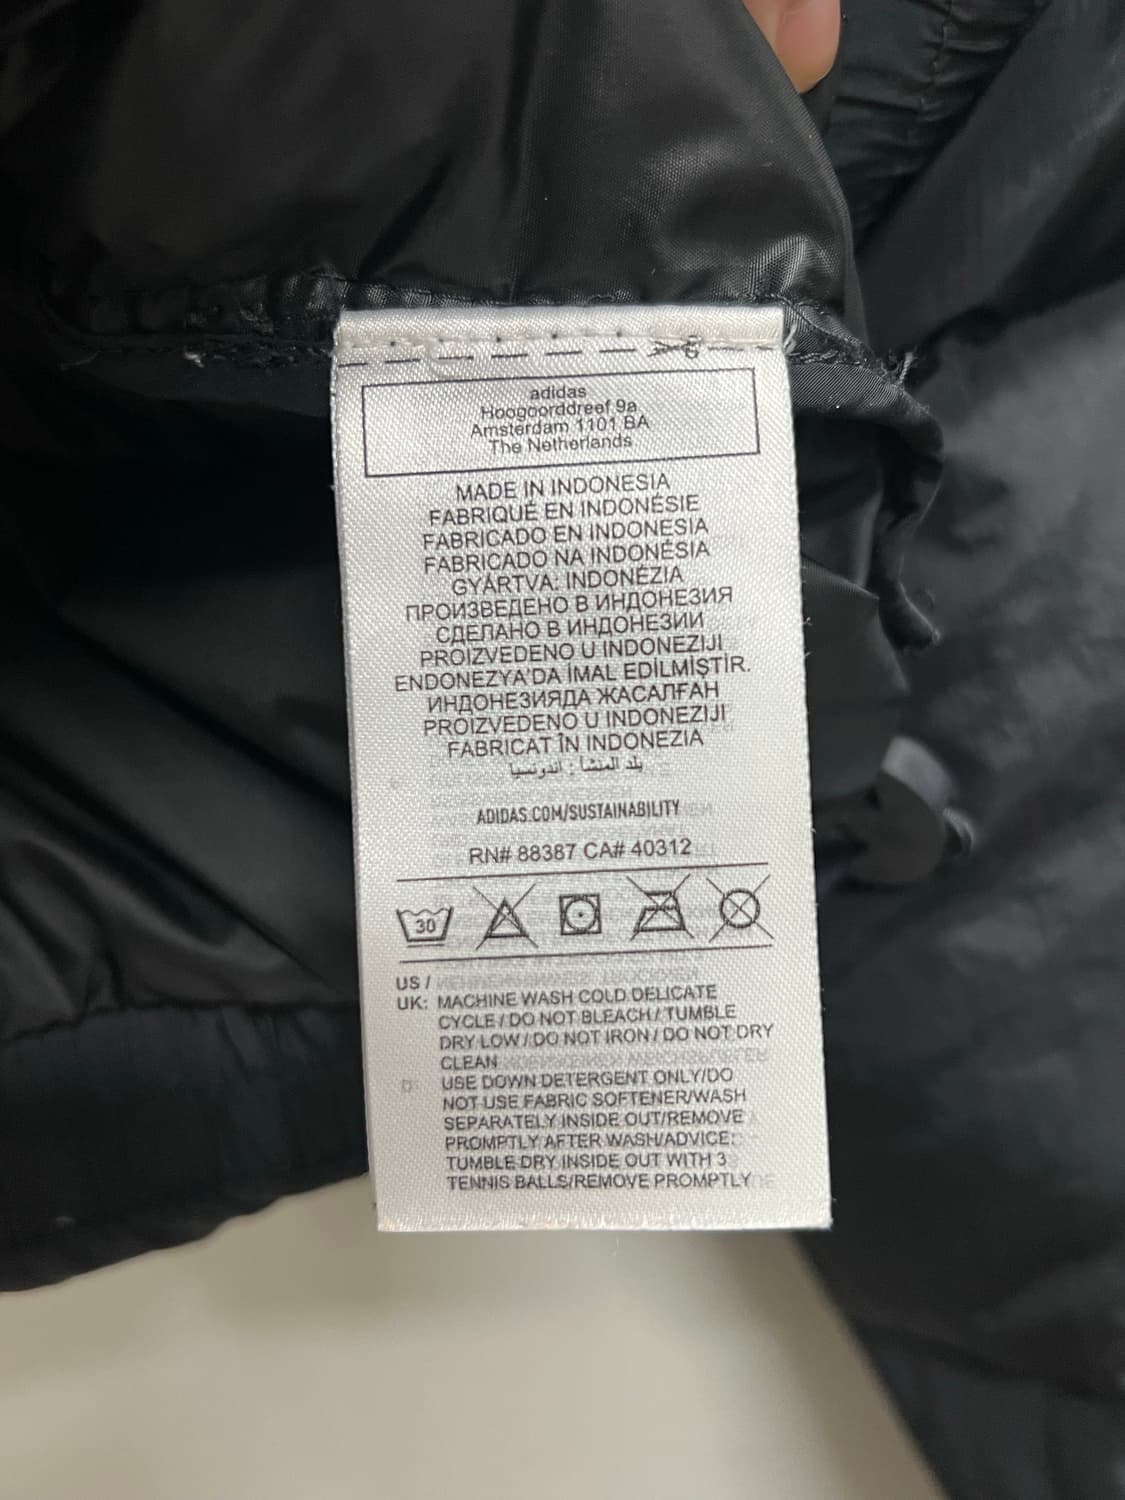 adidas
Hoogoorddreef 9a
Amsterdam 1101 BA
The Netherlands
MADE IN INDONESIA
FABRIQUÉ EN INDONÉSIE
FABRICADO EN INDONESIA
FABRICADO NA INDONÉSIA
GYÁRTVA: INDONÉZIA
ПРОИЗВЕДЕНО В ИНДОНЕЗИЯ
СДЕЛАНО В ИНДОНЕЗИИ
PROIZVEDENO U INDONEZIJI
ENDONEZYA'DA İMAL EDİLMİŞTİR.
ИНДОНЕЗИЯДА ЖАСАЛҒАН
PROIZVEDENO U INDONEZIJI
FABRICAT ÎN INDONEZIA
بلد المنشأ : اندونسيا
ADIDAS.COM/SUSTAINABILITY
RN# 88387 CA# 40312
30
US /
UK: MACHINE WASH COLD DELICATE
CYCLE / DO NOT BLEACH / TUMBLE
DRY LOW / DO NOT IRON / DO NOT DRY
CLEAN
USE DOWN DETERGENT ONLY/DO
NOT USE FABRIC SOFTENER/WASH
SEPARATELY INSIDE OUT/REMOVE
PROMPTLY AFTER WASH/ADVICE:
TUMBLE DRY INSIDE OUT WITH 3
TENNIS BALLS/REMOVE PROMPTLY